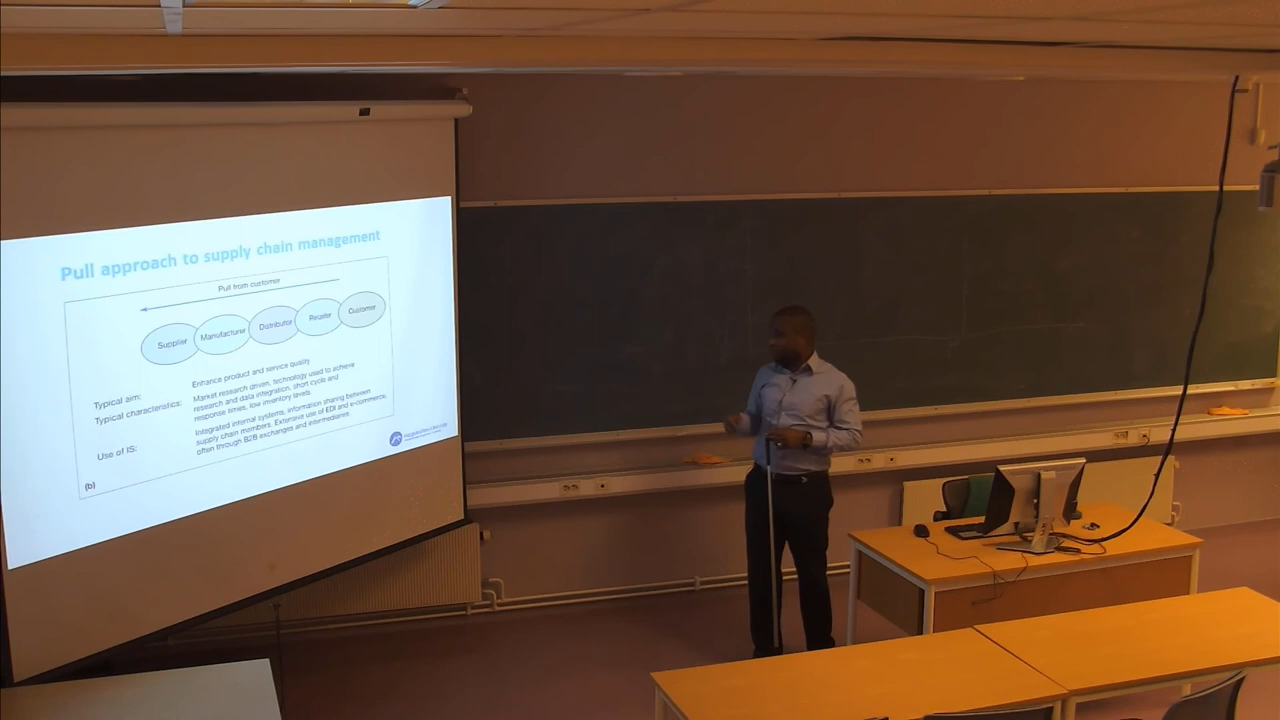 Pull approach to supply chain management
Pull from customer
Supplier
Manufacturer
Distributor
Retailer
Customer
Typical aim:
Enhance product and service quality
Typical characteristics:
Market research driven, technology used to achieve
research and data integration, short cycle and
response times, low inventory levels.
Use of IS:
Integrated internal systems, information sharing between
supply chain members. Extensive use of EDI and e-commerce,
often through B2B exchanges and intermediaries.
(b)